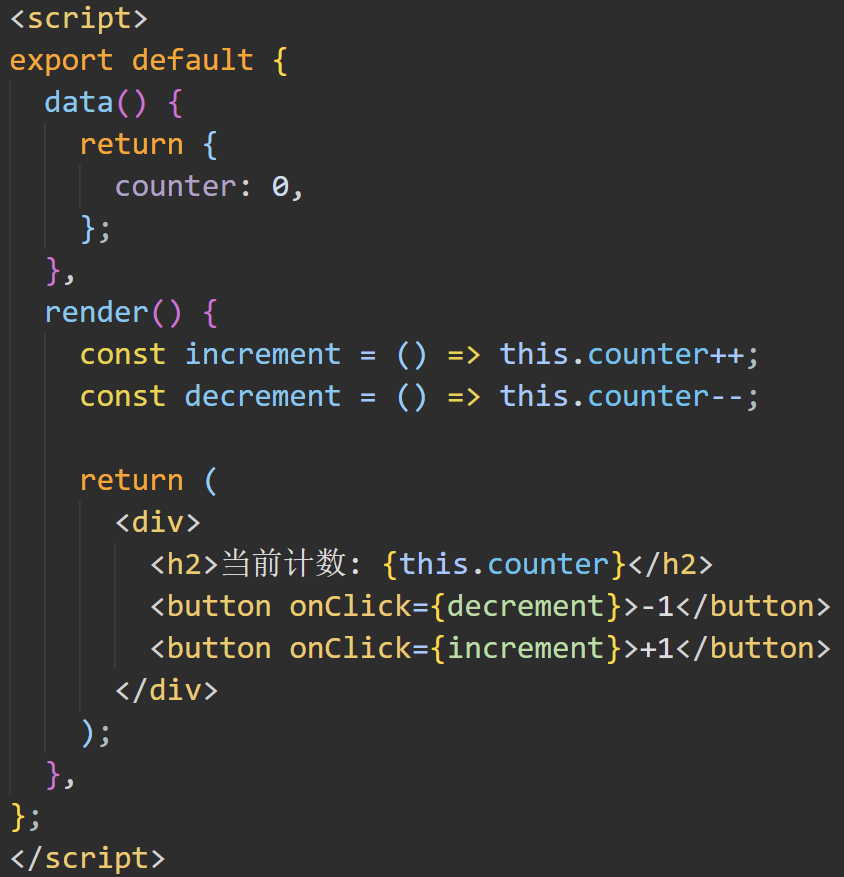 <script>
export default {
  data() {
    return {
      counter: 0,
    };
  },
  render() {
    const increment = () => this.counter++;
    const decrement = () => this.counter--;

    return (
      <div>
        <h2>当前计数: {this.counter}</h2>
        <button onClick={decrement}>-1</button>
        <button onClick={increment}>+1</button>
      </div>
    );
  },
};
</script>